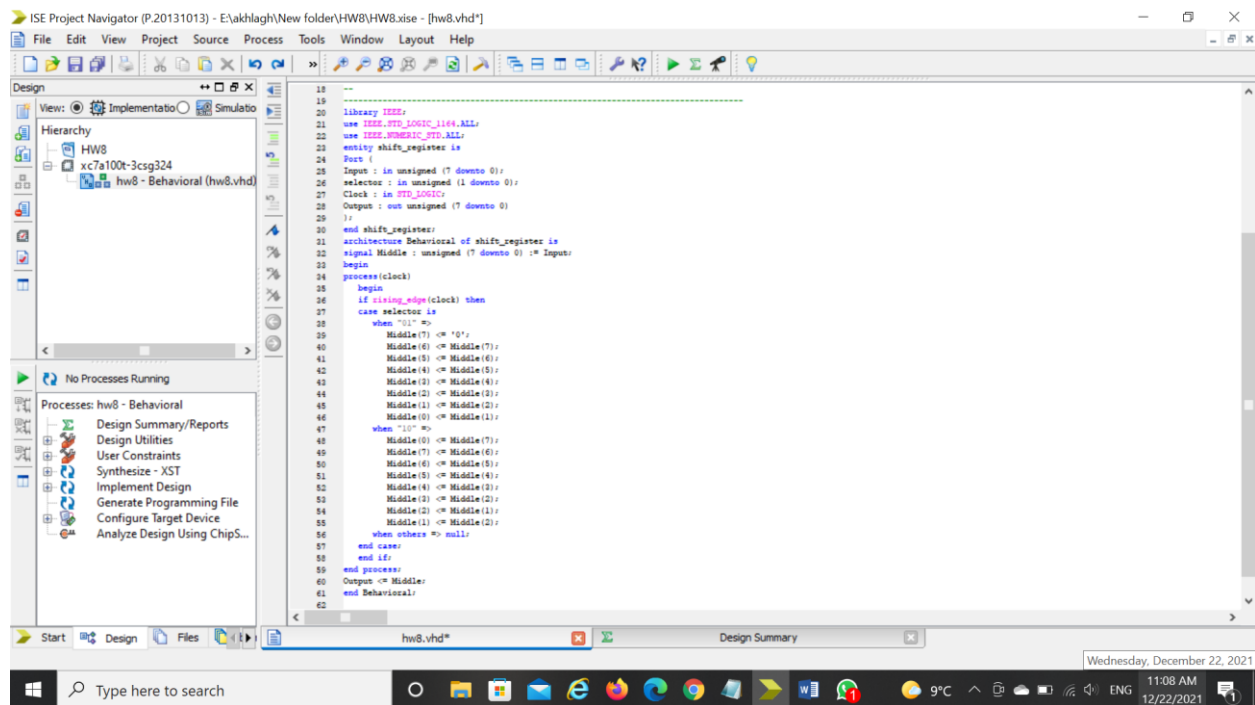 ISE Project Navigator (P.20131013) - E:\akhlagh\New folder\HW8\HW8.xise - [hw8.vhd*]
File Edit View Project Source Process Tools Window Layout Help
Design
View: Implementatio Simulatio
Hierarchy
HW8
xc7a100t-3csg324
hw8 - Behavioral (hw8.vhd)
No Processes Running
Processes: hw8 - Behavioral
Design Summary/Reports
Design Utilities
User Constraints
Synthesize - XST
Implement Design
Generate Programming File
Configure Target Device
Analyze Design Using ChipS...
18 --
19 ----------------------------------------------------------------------------------
20 library IEEE;
21 use IEEE.STD_LOGIC_1164.ALL;
22 use IEEE.NUMERIC_STD.ALL;
23 entity shift_register is
24 Port (
25 Input : in unsigned (7 downto 0);
26 selector : in unsigned (1 downto 0);
27 Clock : in STD_LOGIC;
28 Output : out unsigned (7 downto 0)
29 );
30 end shift_register;
31 architecture Behavioral of shift_register is
32 signal Middle : unsigned (7 downto 0) := Input;
33 begin
34 process(clock)
35 begin
36 if rising_edge(clock) then
37 case selector is
38 when "01" =>
39 Middle(7) <= '0';
40 Middle(6) <= Middle(7);
41 Middle(5) <= Middle(6);
42 Middle(4) <= Middle(5);
43 Middle(3) <= Middle(4);
44 Middle(2) <= Middle(3);
45 Middle(1) <= Middle(2);
46 Middle(0) <= Middle(1);
47 when "10" =>
48 Middle(0) <= Middle(7);
49 Middle(7) <= Middle(6);
50 Middle(6) <= Middle(5);
51 Middle(5) <= Middle(4);
52 Middle(4) <= Middle(3);
53 Middle(3) <= Middle(2);
54 Middle(2) <= Middle(1);
55 Middle(1) <= Middle(2);
56 when others => null;
57 end case;
58 end if;
59 end process;
60 Output <= Middle;
61 end Behavioral;
62
Start Design Files
hw8.vhd* Design Summary
Wednesday, December 22, 2021
Type here to search
9°C ENG 11:08 AM
12/22/2021